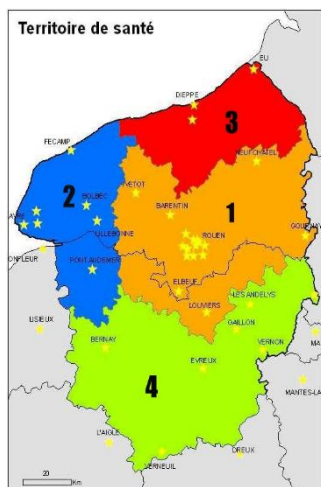 Territoire de santé
EU
DIEPPE
3
FECAMP
NEUFCHATEL
2
YVETOT
BOLBEC
BARENTIN
1
LILLEBONNE
ROUEN
GOURNAY
ONFLEUR
PONT-AUDEMER
ELBEUF
LES ANDELYS
LOUVIERS
LISIEUX
GAILLON
BERNAY
VERNON
EVREUX
4
MANTES-LA
L'AIGLE
VERNEUIL
DREUX
20
Km